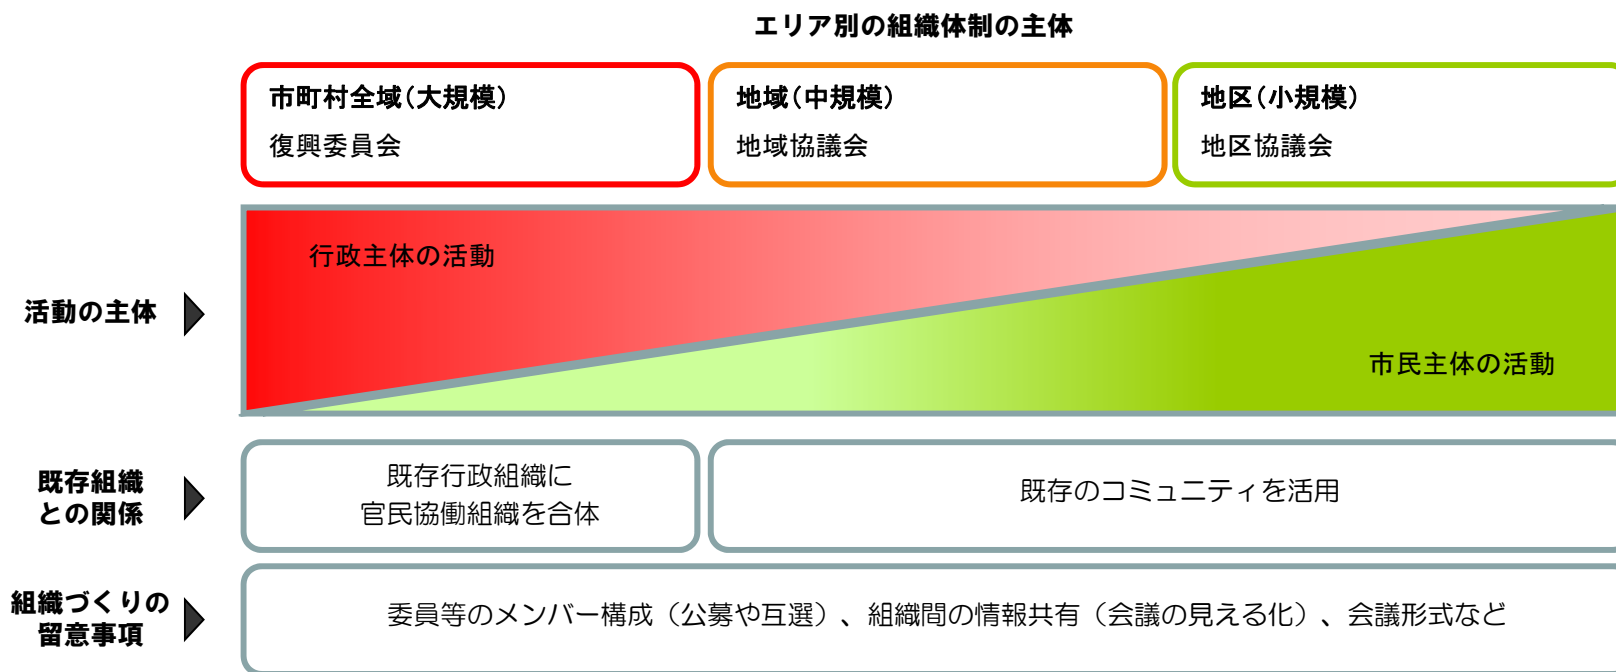 エリア別の組織体制の主体
市町村全域(大規模)
復興委員会
地域(中規模)
地域協議会
地区(小規模)
地区協議会
行政主体の活動
活動の主体
市民主体の活動
既存組織
との関係
既存行政組織に
官民協働組織を合体
既存のコミュニティを活用
組織づくりの
留意事項
委員等のメンバー構成（公募や互選）、組織間の情報共有（会議の見える化）、会議形式など